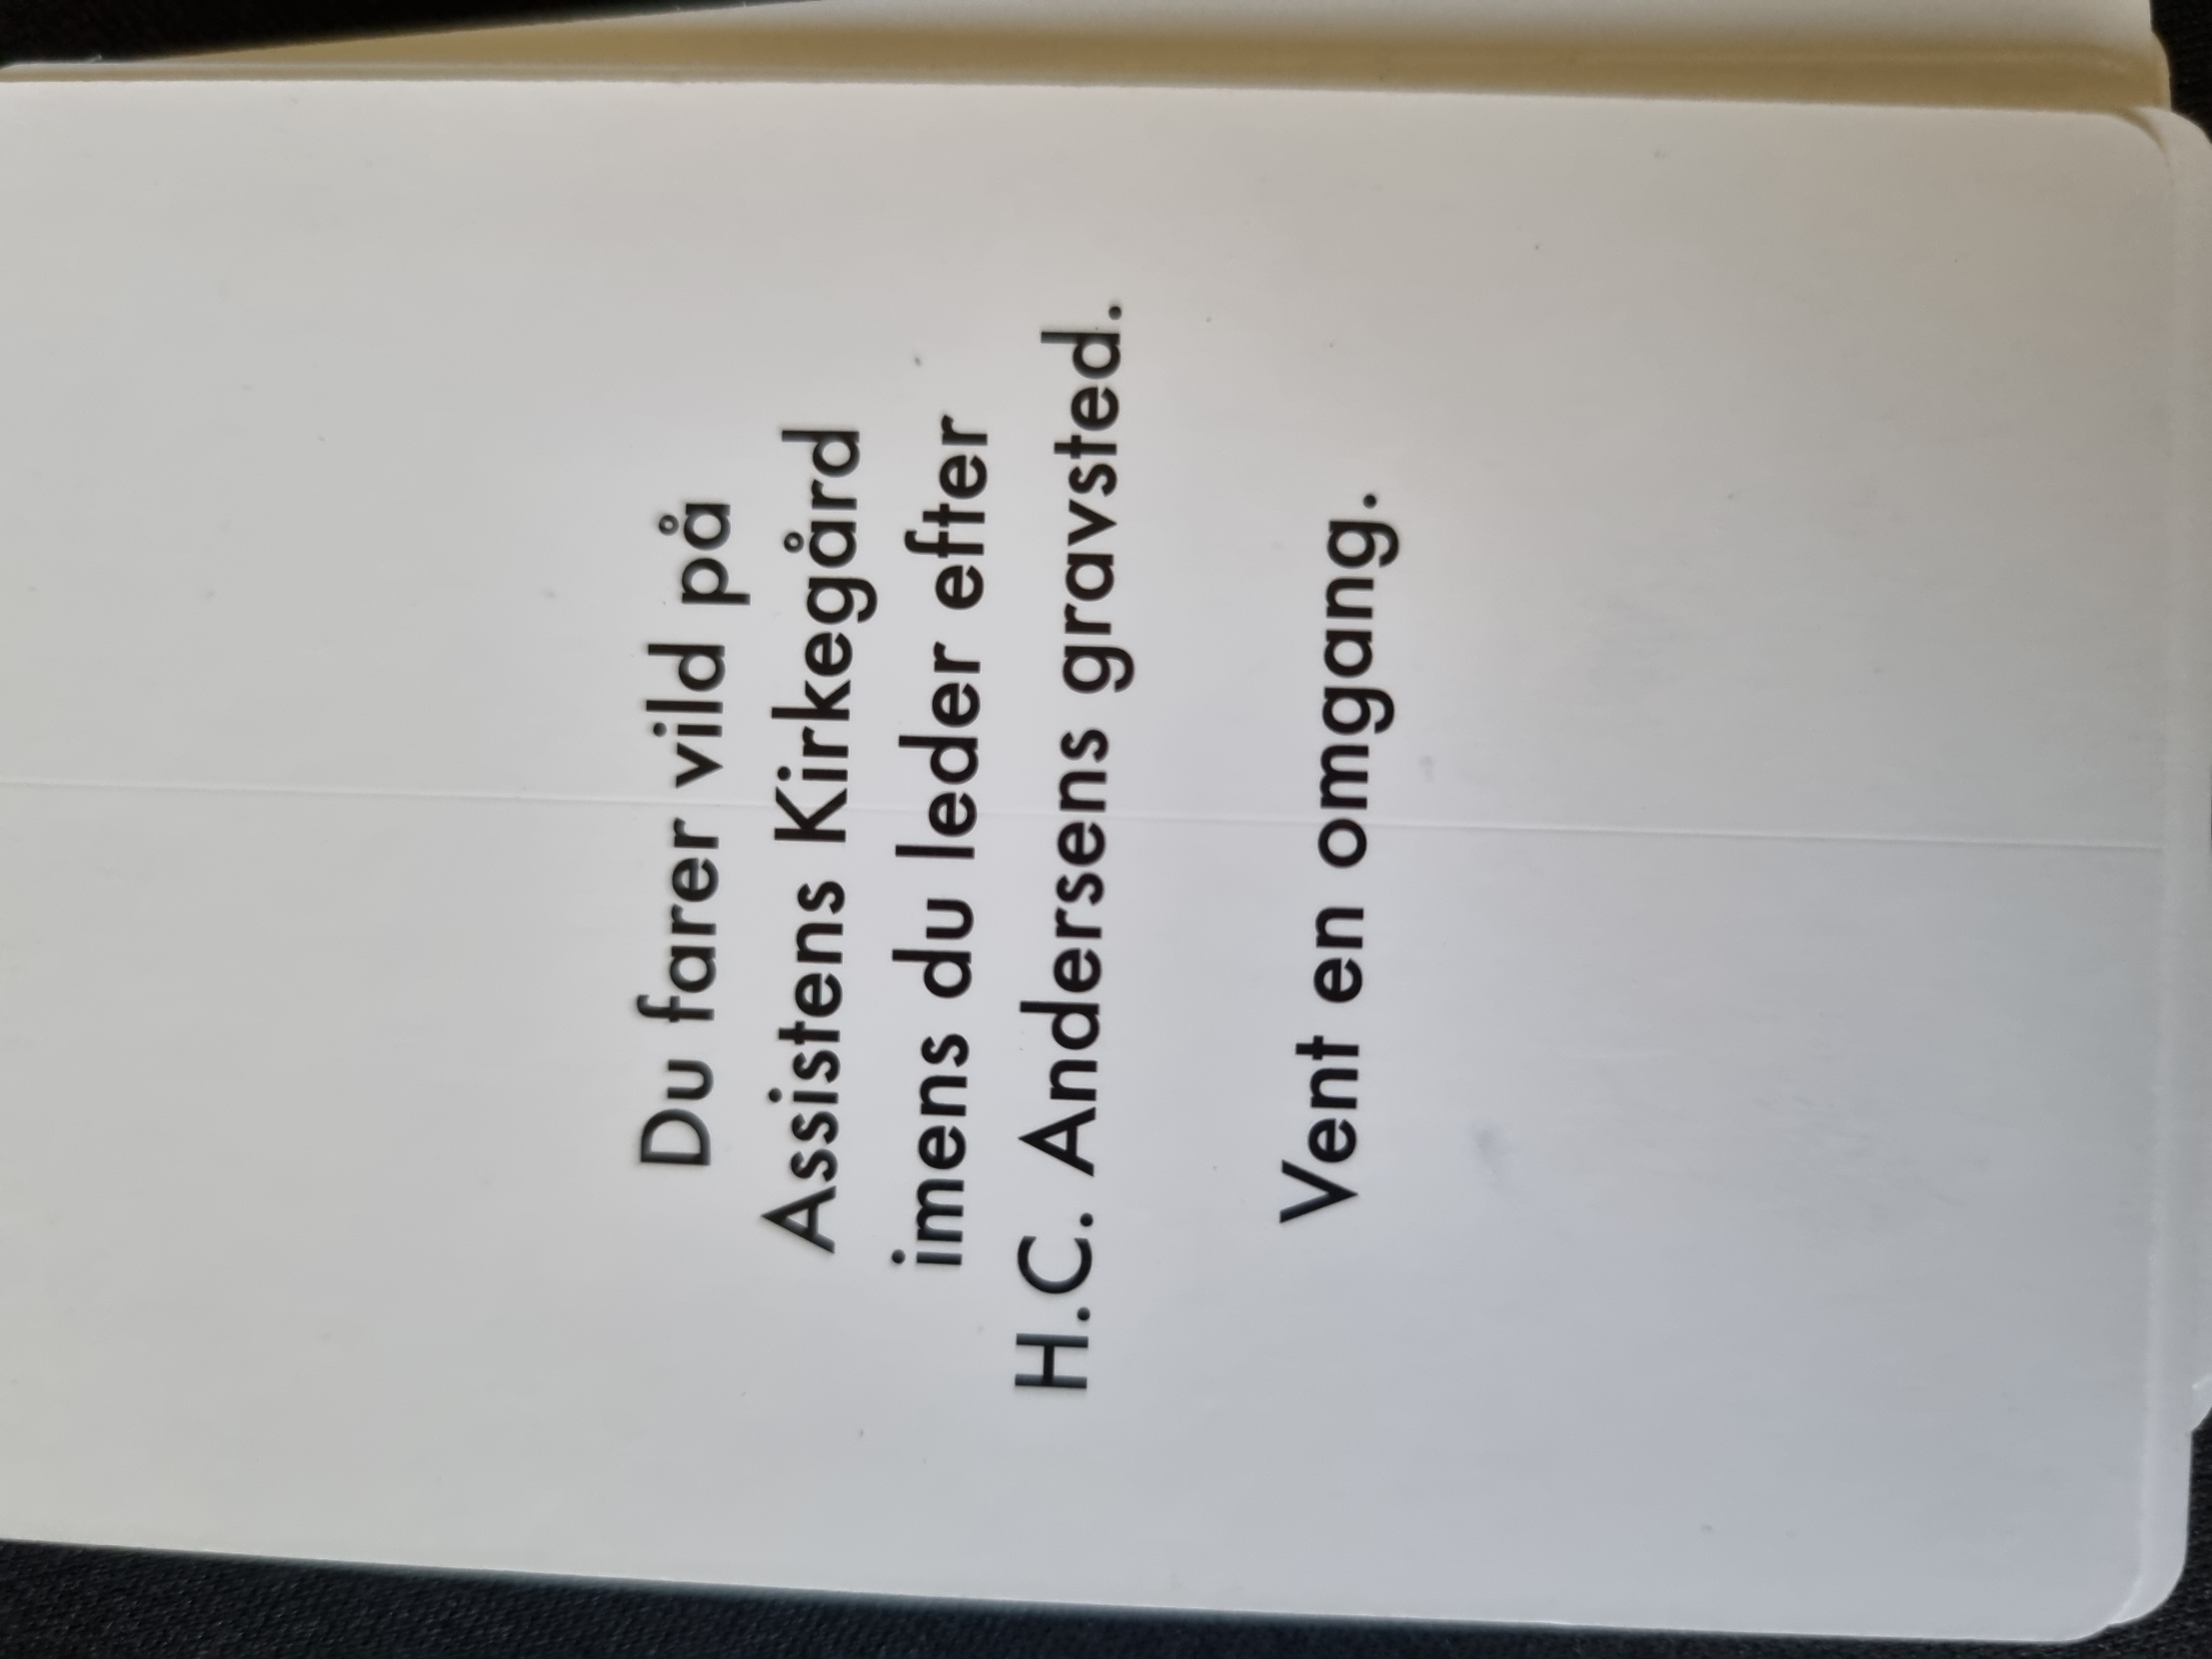 Du farer vild på
Assistens Kirkegård
imens du leder efter
H.C. Andersens gravsted.
Vent en omgang.